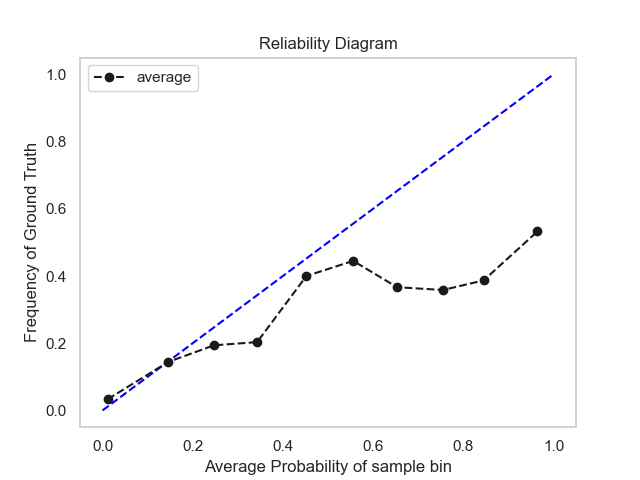 Reliability Diagram
average
1.0
0.8
0.6
0.4
0.2
0.0
Frequency of Ground Truth
0.0 0.2 0.4 0.6 0.8 1.0
Average Probability of sample bin